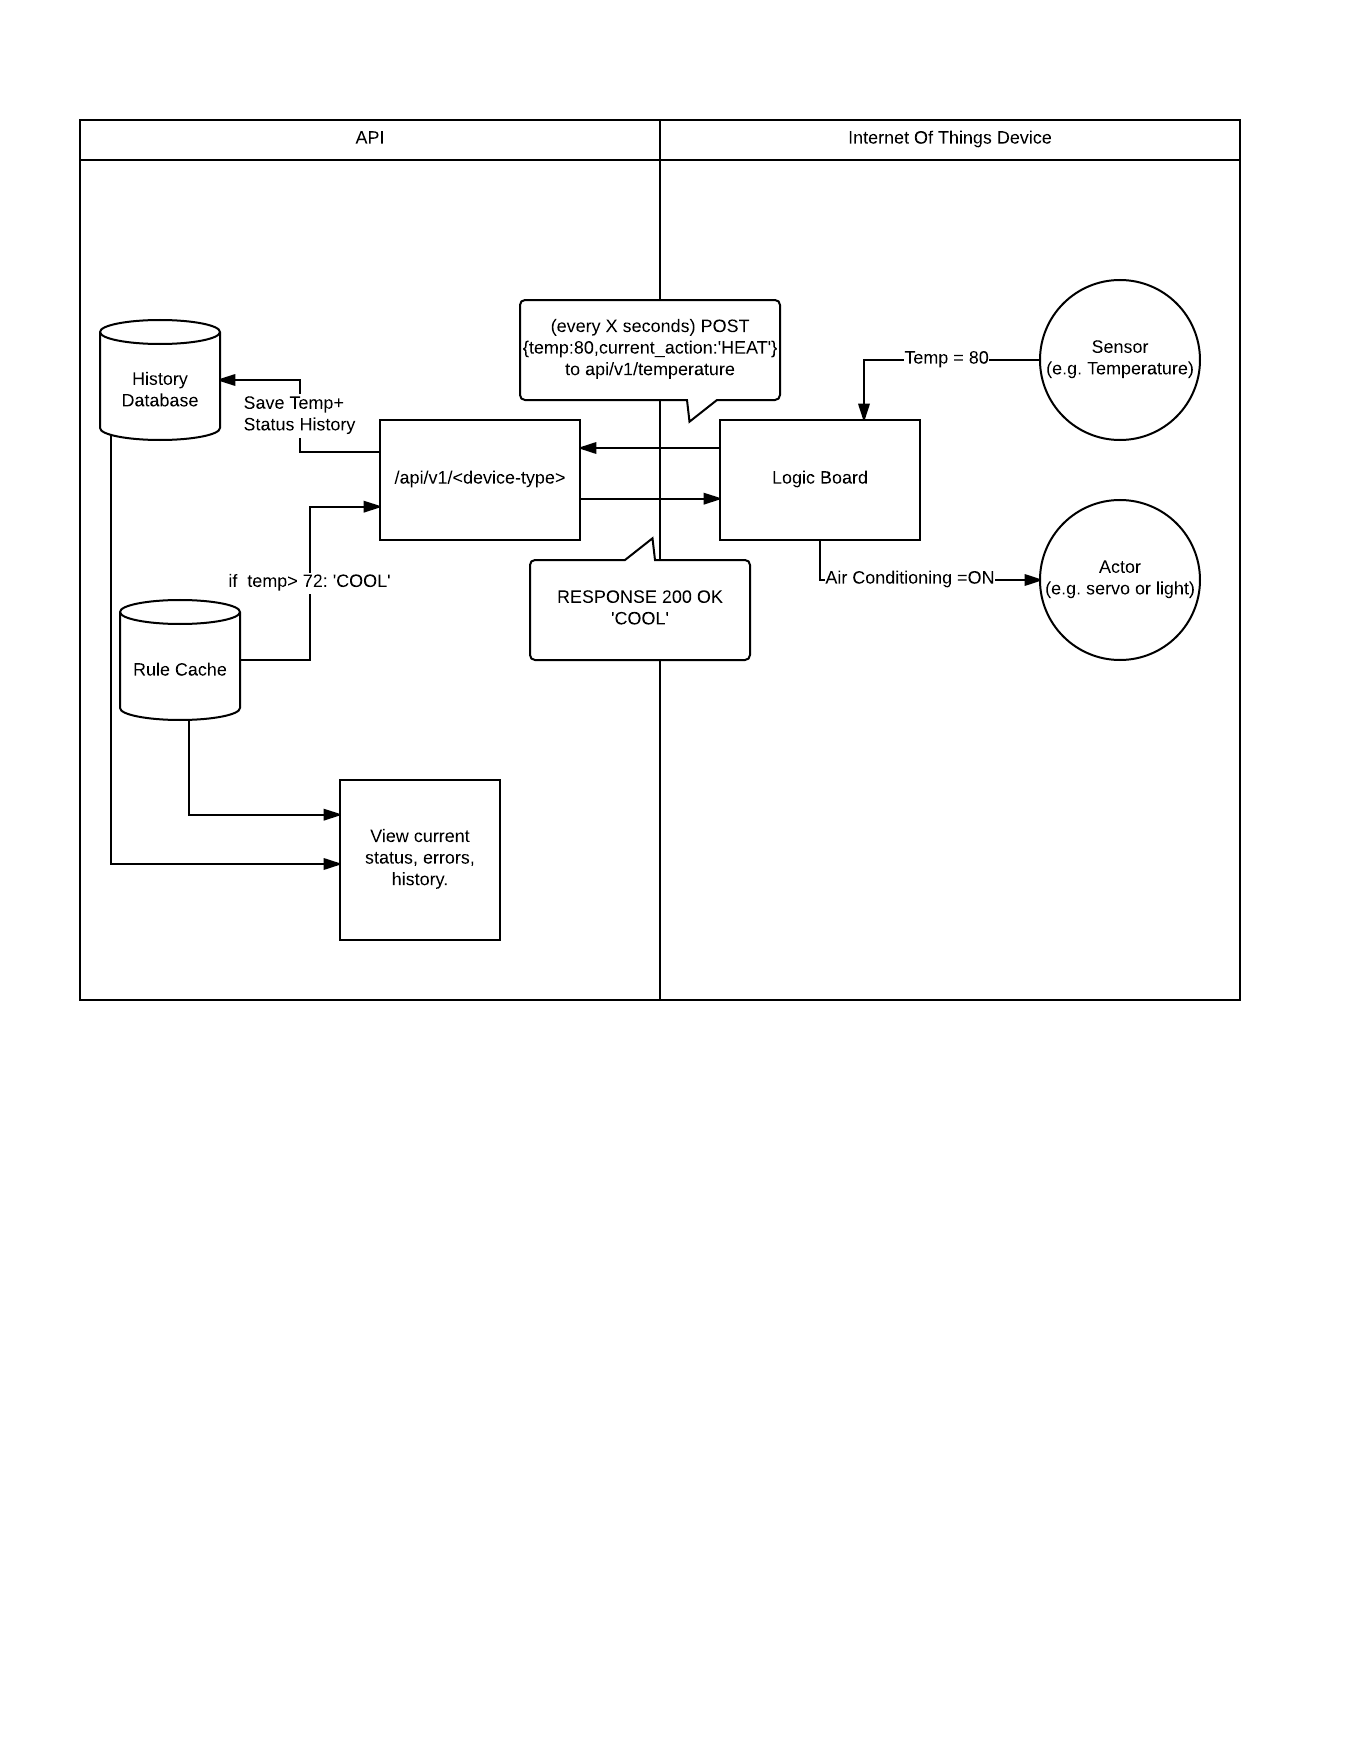 API
Internet Of Things Device
(every X seconds) POST
{temp:80,current_action:'HEAT'}
to api/v1/temperature
Sensor
(e.g. Temperature)
Temp = 80
History
Database
Save Temp+
Status History
/api/v1/<device-type>
Logic Board
if  temp> 72: 'COOL'
RESPONSE 200 OK
'COOL'
Air Conditioning =ON
Actor
(e.g. servo or light)
Rule Cache
View current
status, errors,
history.